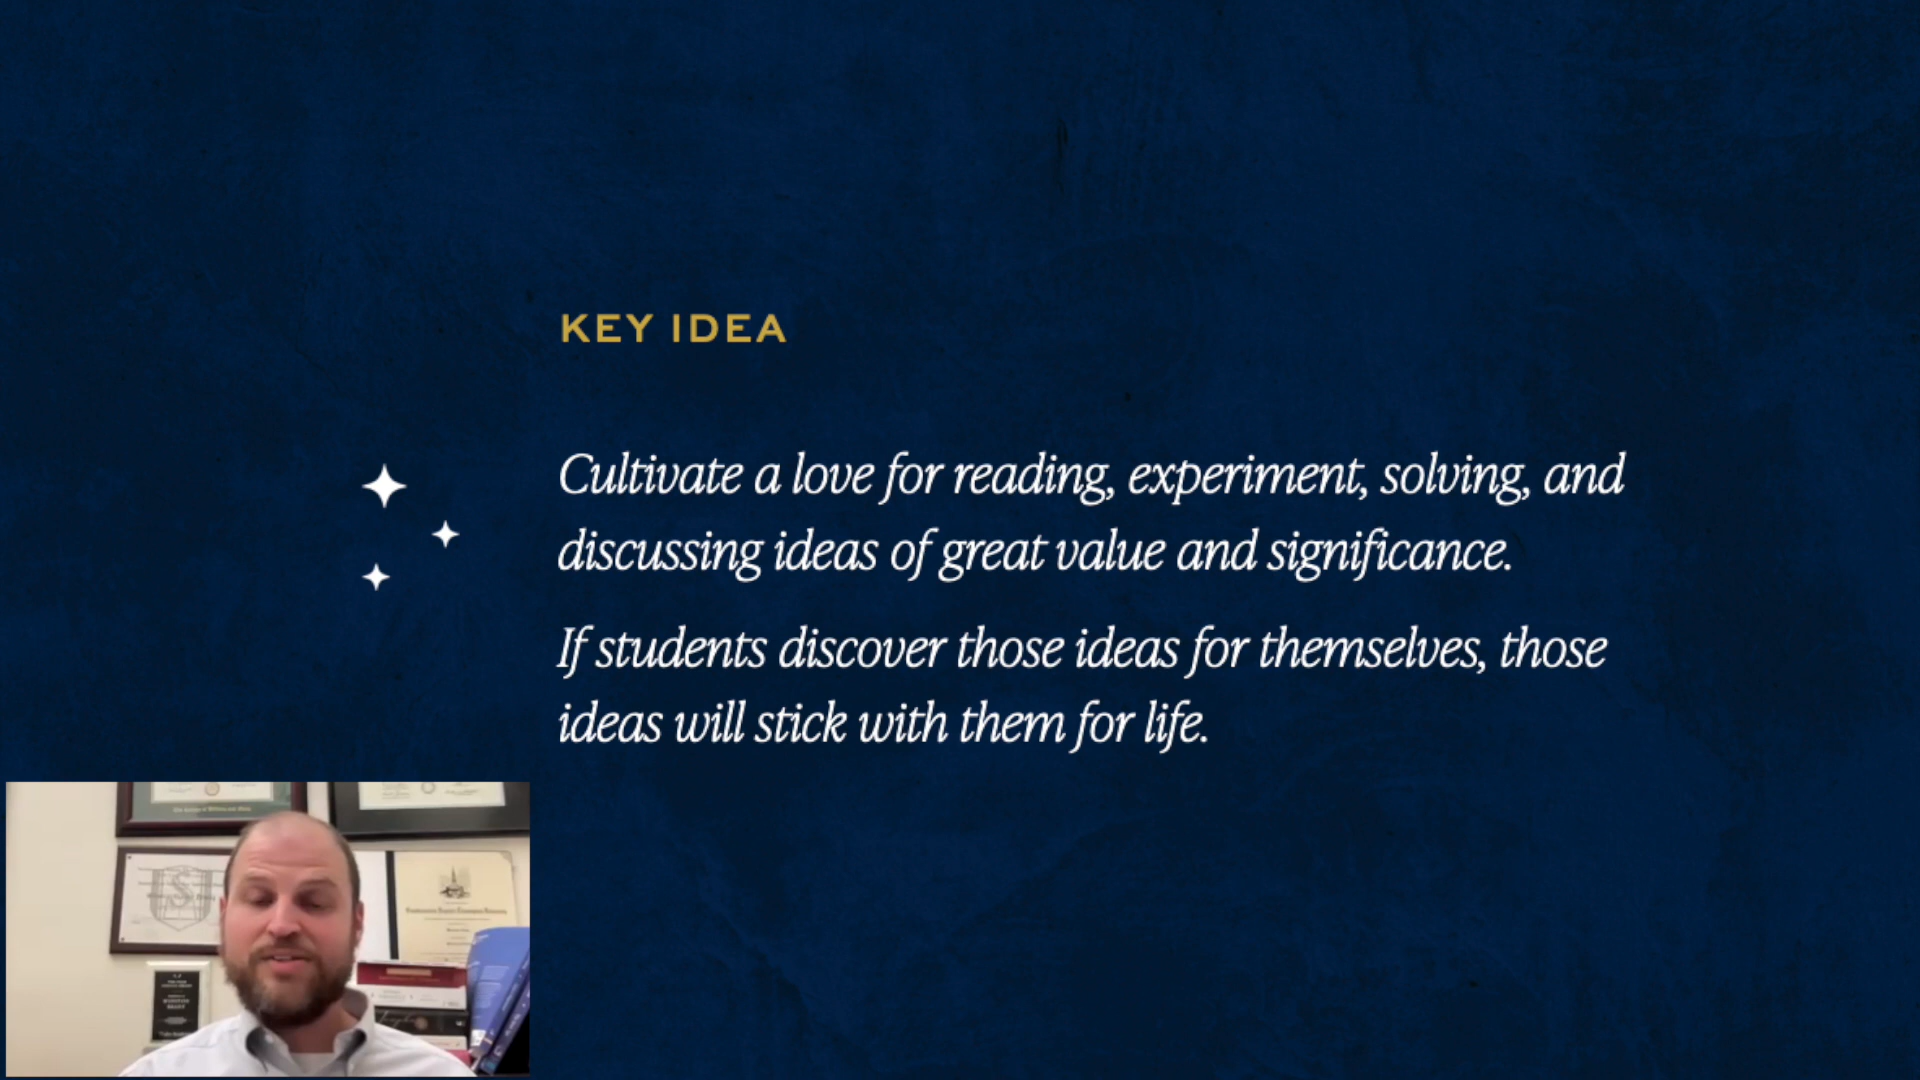 KEY IDEA
Cultivate a love for reading, experiment, solving, and
discussing ideas of great value and significance.
If students discover those ideas for themselves, those
ideas will stick with them for life.